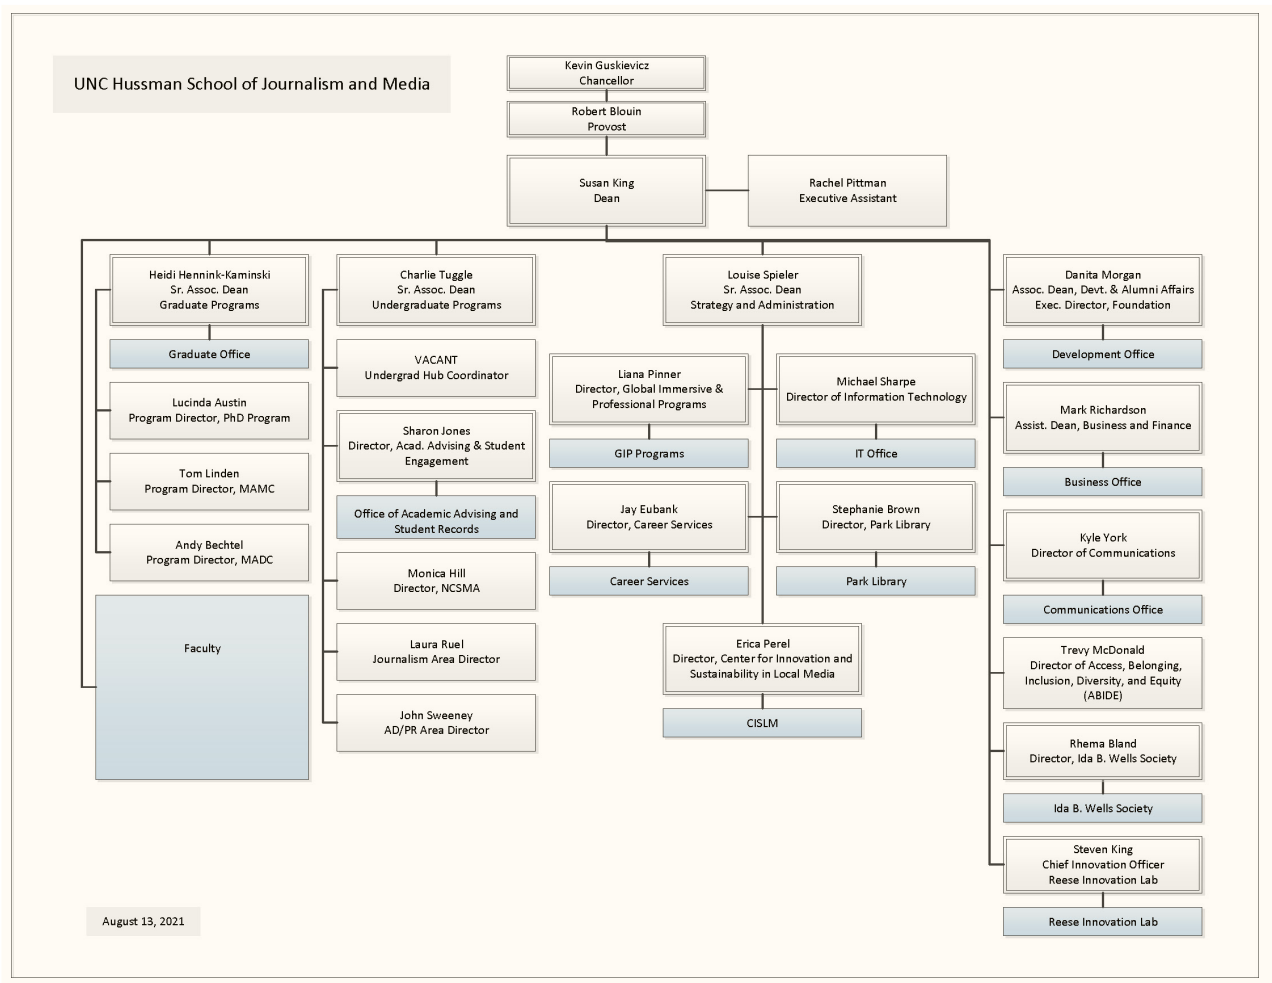 UNC Hussman School of Journalism and Media
Kevin Guskievicz
Chancellor
Robert Blouin
Provost
Susan King
Dean
Rachel Pittman
Executive Assistant
Heidi Hennink-Kaminski
Sr. Assoc. Dean
Graduate Programs
Graduate Office
Lucinda Austin
Program Director, PhD Program
Tom Linden
Program Director, MAMC
Andy Bechtel
Program Director, MADC
Faculty
Charlie Tuggle
Sr. Assoc. Dean
Undergraduate Programs
VACANT
Undergrad Hub Coordinator
Sharon Jones
Director, Acad. Advising & Student
Engagement
Office of Academic Advising and
Student Records
Monica Hill
Director, NCSMA
Laura Ruel
Journalism Area Director
John Sweeney
AD/PR Area Director
Louise Spieler
Sr. Assoc. Dean
Strategy and Administration
Liana Pinner
Director, Global Immersive &
Professional Programs
GIP Programs
Michael Sharpe
Director of Information Technology
IT Office
Jay Eubank
Director, Career Services
Career Services
Stephanie Brown
Director, Park Library
Park Library
Erica Perel
Director, Center for Innovation and
Sustainability in Local Media
CISLM
Danita Morgan
Assoc. Dean, Devt. & Alumni Affairs
Exec. Director, Foundation
Development Office
Mark Richardson
Assist. Dean, Business and Finance
Business Office
Kyle York
Director of Communications
Communications Office
Trevy McDonald
Director of Access, Belonging,
Inclusion, Diversity, and Equity
(ABIDE)
Rhema Bland
Director, Ida B. Wells Society
Ida B. Wells Society
Steven King
Chief Innovation Officer
Reese Innovation Lab
Reese Innovation Lab
August 13, 2021